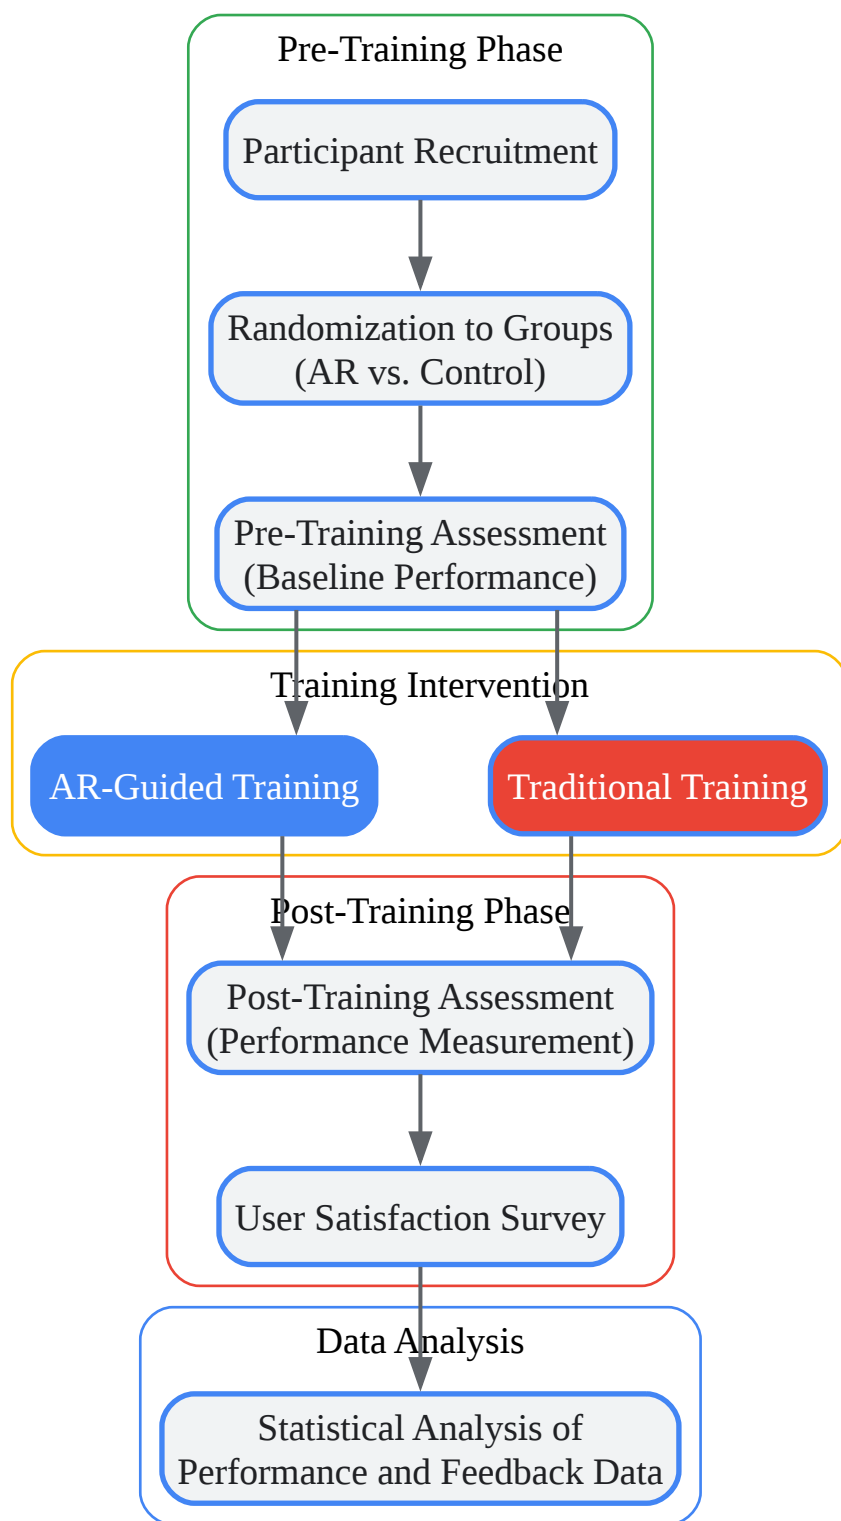 Pre-Training Phase
Participant Recruitment
Randomization to Groups
(AR vs. Control)
Pre-Training Assessment
(Baseline Performance)
Training Intervention
AR-Guided Training
Traditional Training
Post-Training Phase
Post-Training Assessment
(Performance Measurement)
User Satisfaction Survey
Data Analysis
Statistical Analysis of
Performance and Feedback Data